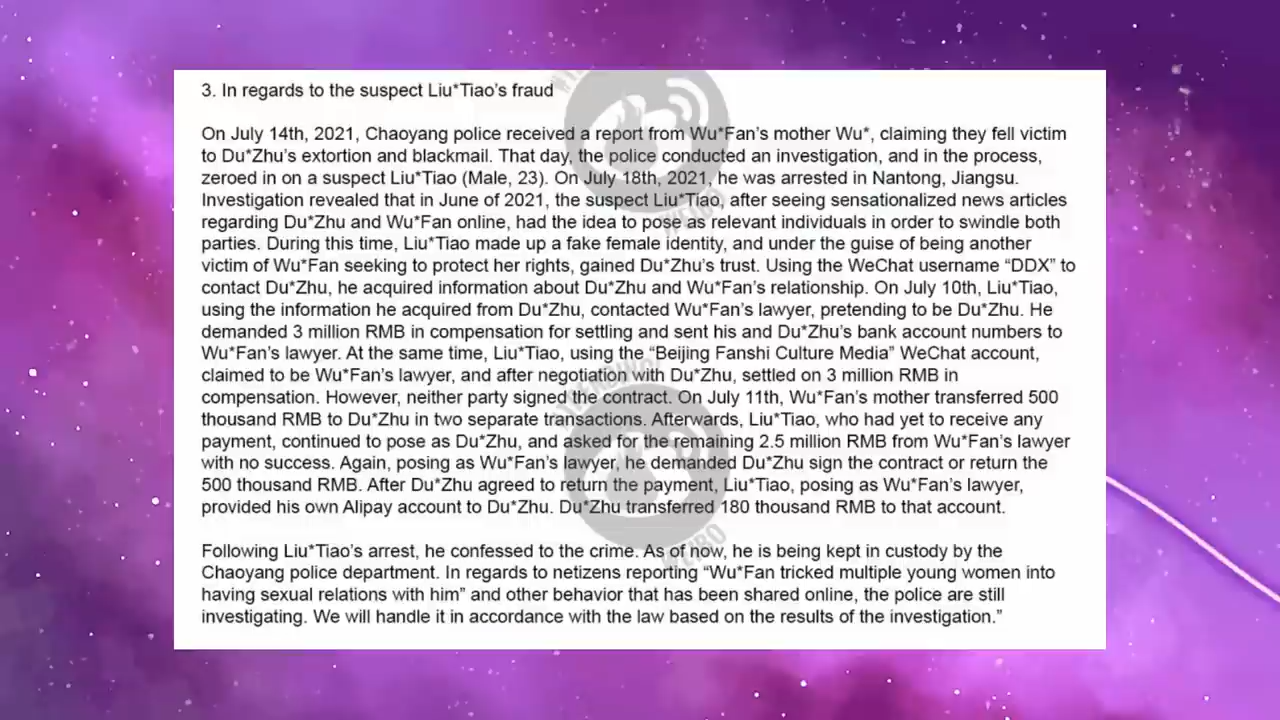 3. In regards to the suspect Liu*Tiao's fraud
On July 14th, 2021, Chaoyang police received a report from Wu*Fan's mother Wu*, claiming they fell victim
to Du*Zhu's extortion and blackmail. That day, the police conducted an investigation, and in the process,
zeroed in on a suspect Liu*Tiao (Male, 23). On July 18th, 2021, he was arrested in Nantong, Jiangsu.
Investigation revealed that in June of 2021, the suspect Liu*Tiao, after seeing sensationalized news articles
regarding Du*Zhu and Wu*Fan online, had the idea to pose as relevant individuals in order to swindle both
parties. During this time, Liu*Tiao made up a fake female identity, and under the guise of being another
victim of Wu*Fan seeking to protect her rights, gained Du*Zhu's trust. Using the WeChat username “DDX” to
contact Du*Zhu, he acquired information about Du*Zhu and Wu*Fan's relationship. On July 10th, Liu*Tiao,
using the information he acquired from Du*Zhu, contacted Wu*Fan's lawyer, pretending to be Du*Zhu. He
demanded 3 million RMB in compensation for settling and sent his and Du*Zhu's bank account numbers to
Wu*Fan's lawyer. At the same time, Liu*Tiao, using the “Beijing Fanshi Culture Media” WeChat account,
claimed to be Wu*Fan's lawyer, and after negotiation with Du*Zhu, settled on 3 million RMB in
compensation. However, neither party signed the contract. On July 11th, Wu*Fan's mother transferred 500
thousand RMB to Du*Zhu in two separate transactions. Afterwards, Liu*Tiao, who had yet to receive any
payment, continued to pose as Du*Zhu, and asked for the remaining 2.5 million RMB from Wu*Fan's lawyer
with no success. Again, posing as Wu*Fan's lawyer, he demanded Du*Zhu sign the contract or return the
500 thousand RMB. After Du*Zhu agreed to return the payment, Liu*Tiao, posing as Wu*Fan's lawyer,
provided his own Alipay account to Du*Zhu. Du*Zhu transferred 180 thousand RMB to that account.
Following Liu*Tiao's arrest, he confessed to the crime. As of now, he is being kept in custody by the
Chaoyang police department. In regards to netizens reporting “Wu*Fan tricked multiple young women into
having sexual relations with him” and other behavior that has been shared online, the police are still
investigating. We will handle it in accordance with the law based on the results of the investigation.”